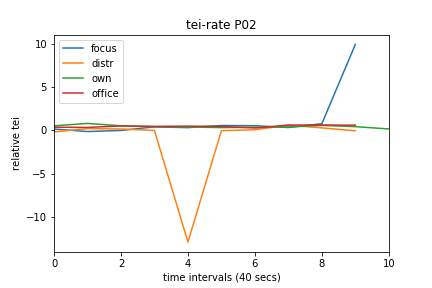 tei-rate P02
focus
distr
own
office
relative tei
10
5
0
−5
−10
0 2 4 6 8 10
time intervals (40 secs)